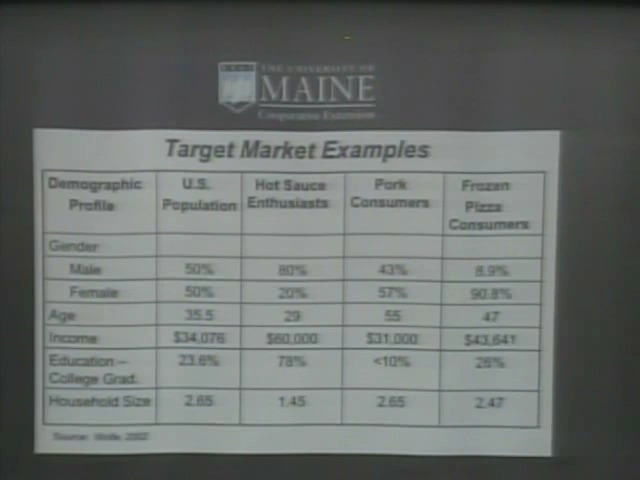 THE UNIVERSITY OF
MAINE
Cooperative Extension
Target Market Examples
Demographic Profile U.S. Population Hot Sauce Enthusiasts Pork Consumers Frozen Pizza Consumers
Gender
Male 50% 80% 43% 8.9%
Female 50% 20% 57% 90.8%
Age 35.5 29 55 47
Income $34,076 $60,000 $31,000 $43,641
Education – College Grad. 23.6% 78% <10% 26%
Household Size 2.65 1.45 2.65 2.47
Source: Wolfe, 2002